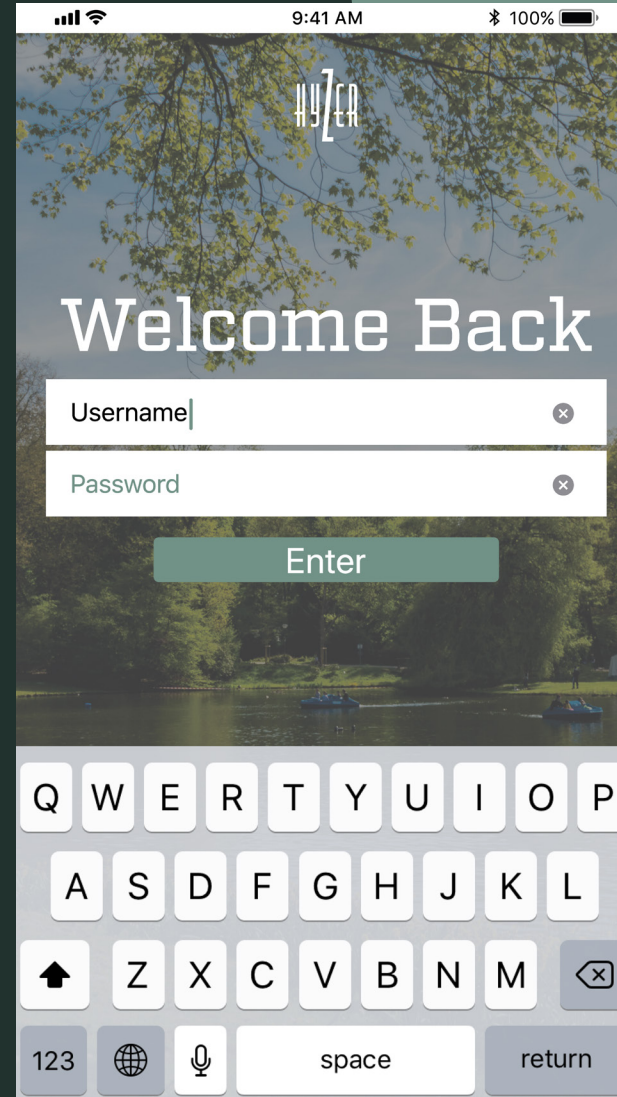 9:41 AM 100%
HYZER
Welcome Back
Username
Password
Enter
Q W E R T Y U I O P
A S D F G H J K L
Z X C V B N M
123 space return